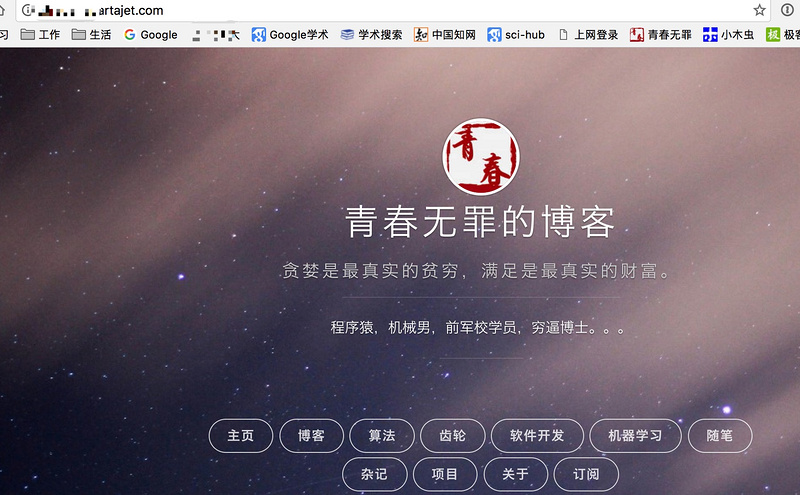 artajet.com
习 工作 生活 Google 大 Google学术 学术搜索 知 中国知网 sci-hub 上网登录 青春无罪 小木虫 极 极客
青春
青春无罪的博客
贪婪是最真实的贫穷，满足是最真实的财富。
程序猿，机械男，前军校学员，穷逼博士。。。
主页 博客 算法 齿轮 软件开发 机器学习 随笔
杂记 项目 关于 订阅